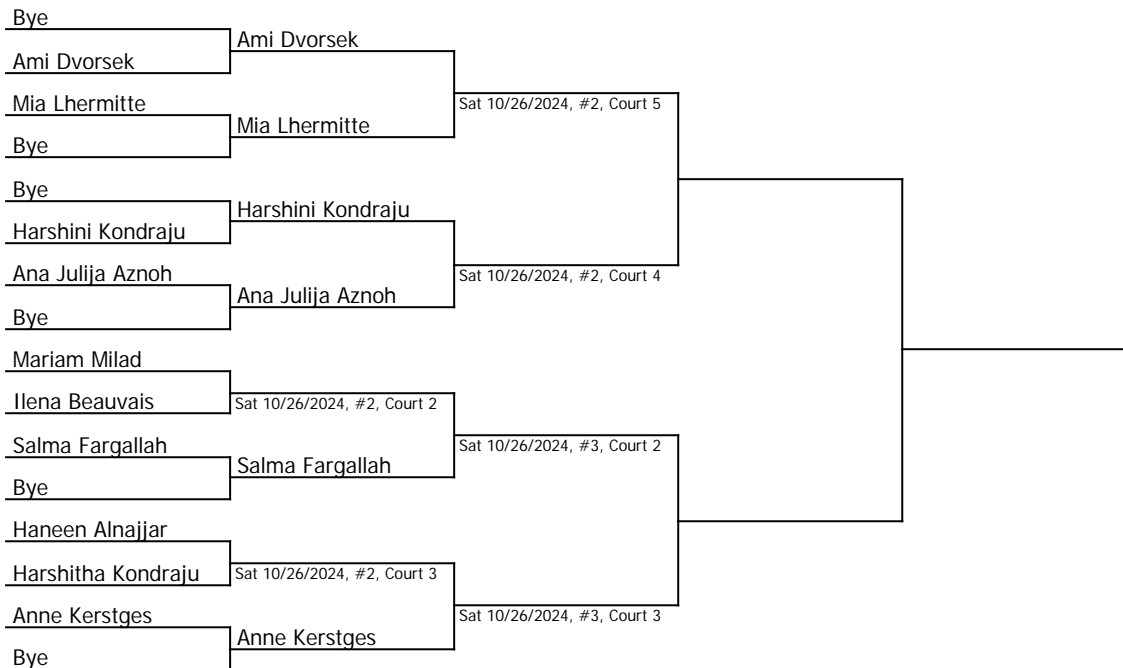 Bye
Ami Dvorsek
Ami Dvorsek
Mia Lhermitte
Sat 10/26/2024, #2, Court 5
Mia Lhermitte
Bye
Bye
Harshini Kondraju
Harshini Kondraju
Ana Julija Aznoh
Sat 10/26/2024, #2, Court 4
Ana Julija Aznoh
Bye
Mariam Milad
Ilena Beauvais
Sat 10/26/2024, #2, Court 2
Salma Fargallah
Sat 10/26/2024, #3, Court 2
Salma Fargallah
Bye
Haneen Alnajjar
Harshitha Kondraju
Sat 10/26/2024, #2, Court 3
Anne Kerstges
Sat 10/26/2024, #3, Court 3
Anne Kerstges
Bye